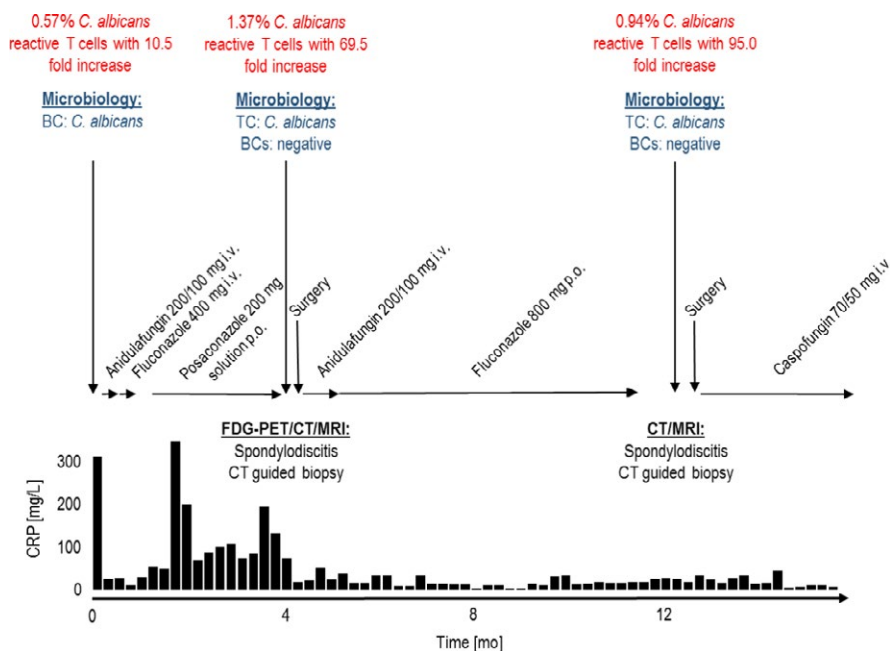 0.57% C. albicans
reactive T cells with 10.5
fold increase
Microbiology:
BC: C. albicans
1.37% C. albicans
reactive T cells with 69.5
fold increase
Microbiology:
TC: C. albicans
BCs: negative
0.94% C. albicans
reactive T cells with 95.0
fold increase
Microbiology:
TC: C. albicans
BCs: negative
Anidulafungin 200/100 mg i.v.
Fluconazole 400 mg i.v.
Posaconazole 200 mg
solution p.o.
Surgery
Anidulafungin 200/100 mg i.v.
Fluconazole 800 mg p.o.
Surgery
Caspofungin 70/50 mg i.v
FDG-PET/CT/MRI:
Spondylodiscitis
CT guided biopsy
CT/MRI:
Spondylodiscitis
CT guided biopsy
CRP [mg/L]
300
200
100
0
0 4 8 12
Time [mo]